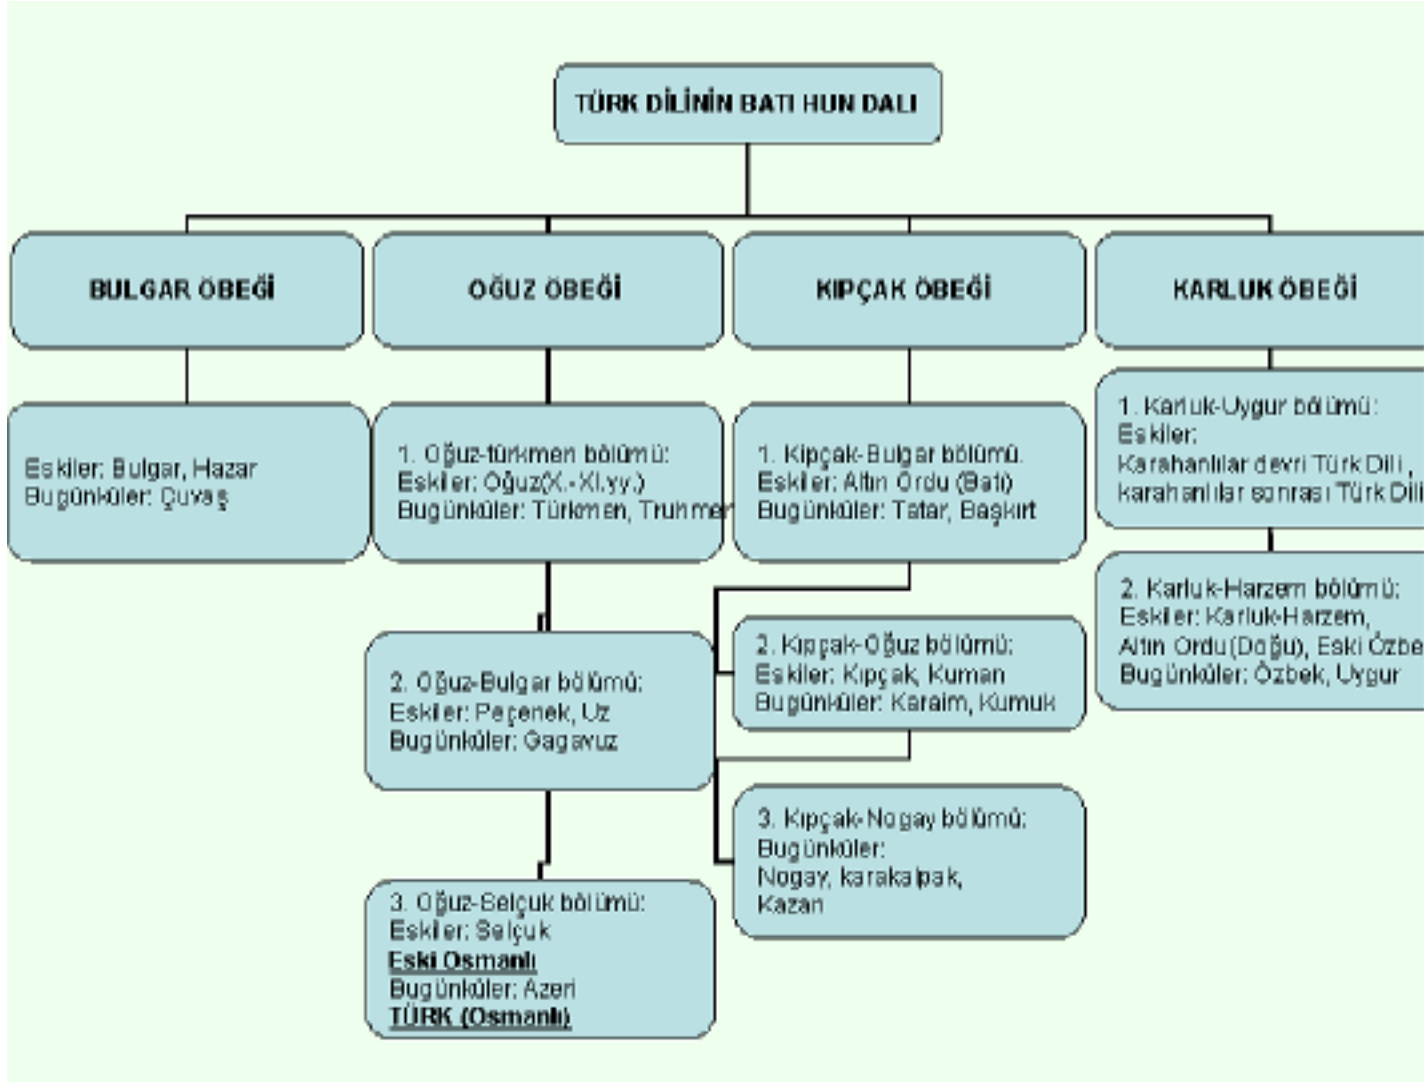 TÜRK DİLİNİN BATI HUN DALI
BULGAR ÖBEĞİ
OĞUZ ÖBEĞİ
KIPÇAK ÖBEĞİ
KARLUK ÖBEĞİ
Eskiler: Bulgar, Hazar
Bugünküler: Çuvaş
1. Oğuz-türkmen bölümü:
Eskiler: Oğuz(X.-XI.yy.)
Bugünküler: Türkmen, Truhmen
2. Oğuz-Bulgar bölümü:
Eskiler: Peçenek, Uz
Bugünküler: Gagavuz
3. Oğuz-Selçuk bölümü:
Eskiler: Selçuk
Eski Osmanlı
Bugünküler: Azeri
TÜRK (Osmanlı)
1. Kıpçak-Bulgar bölümü.
Eskiler: Altın Ordu (Batı)
Bugünküler: Tatar, Başkırt
2. Kıpçak-Oğuz bölümü:
Eskiler: Kıpçak, Kuman
Bugünküler: Karaim, Kumuk
3. Kıpçak-Nogay bölümü:
Bugünküler:
Nogay, karakalpak,
Kazan
1. Karluk-Uygur bölümü:
Eskiler:
Karahanlılar devri Türk Dili ,
karahanlılar sonrası Türk Dili
2. Karluk-Harzem bölümü:
Eskiler: Karluk-Harzem,
Altın Ordu(Doğu), Eski Özbe
Bugünküler: Özbek, Uygur